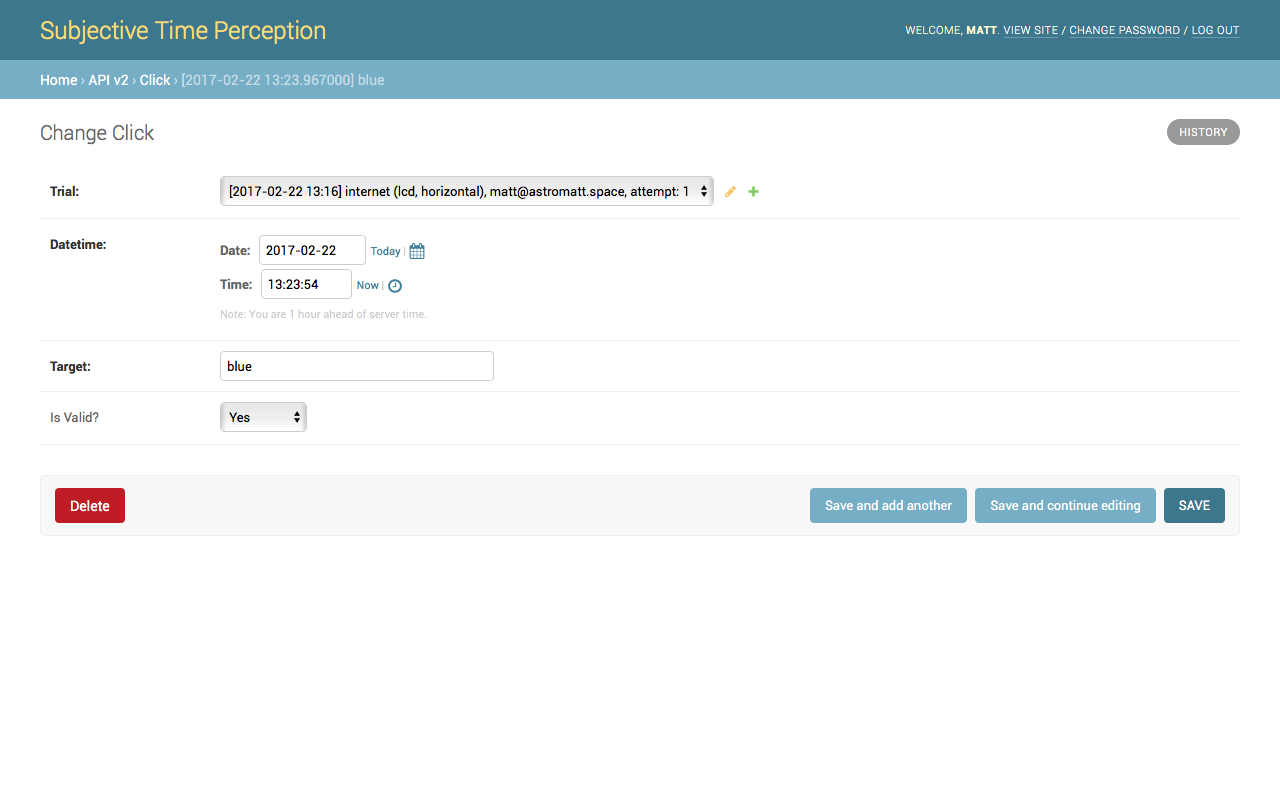 Subjective Time Perception
WELCOME, MATT. VIEW SITE / CHANGE PASSWORD / LOG OUT
Home › API v2 › Click › [2017-02-22 13:23.967000] blue
Change Click
HISTORY
Trial: [2017-02-22 13:16] internet (lcd, horizontal), matt@astromatt.space, attempt: 1
Datetime: Date: 2017-02-22 Today |
Time: 13:23:54 Now |
Note: You are 1 hour ahead of server time.
Target: blue
Is Valid? Yes
Delete Save and add another Save and continue editing SAVE